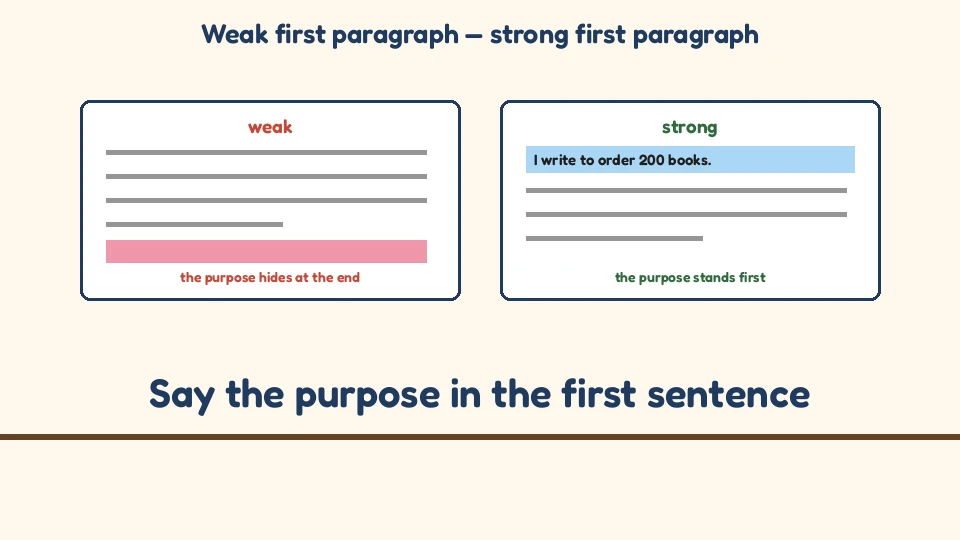 Weak first paragraph — strong first paragraph
weak
the purpose hides at the end
strong
I write to order 200 books.
the purpose stands first
Say the purpose in the first sentence